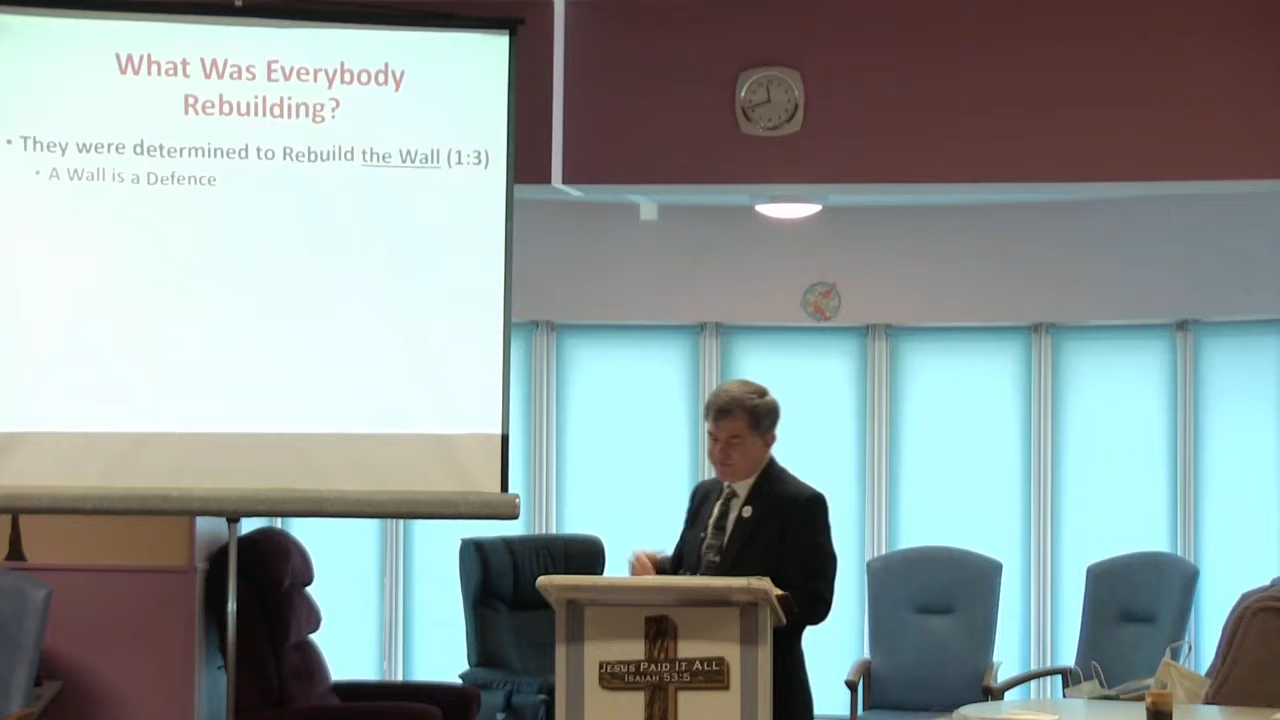 What Was Everybody
Rebuilding?
• They were determined to Rebuild the Wall (1:3)
• A Wall is a Defence
JESUS PAID IT ALL
ISAIAH 53:5